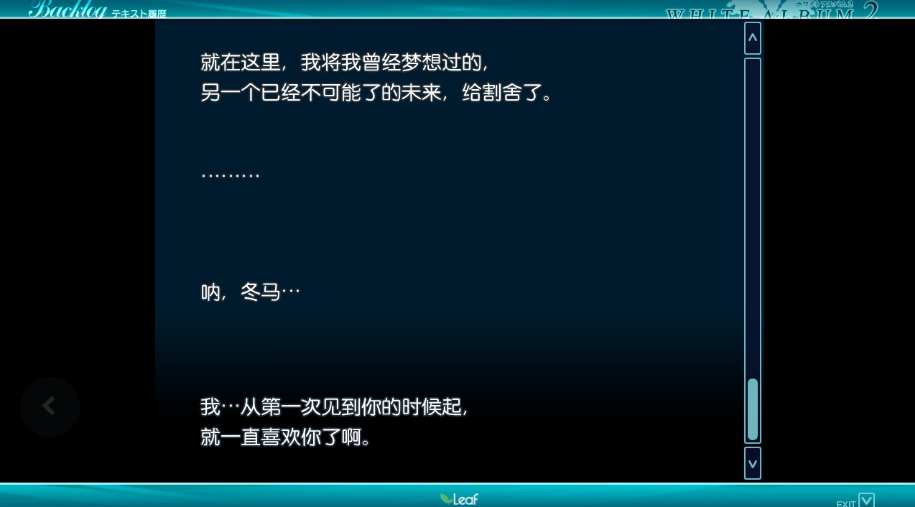 Backlog テキスト履歴
WHITE ALBUM 2
就在这里，我将我曾经梦想过的，
另一个已经不可能了的未来，给割舍了。
………
呐，冬马…
我…从第一次见到你的时候起，
就一直喜欢你了啊。
Leaf
EXIT